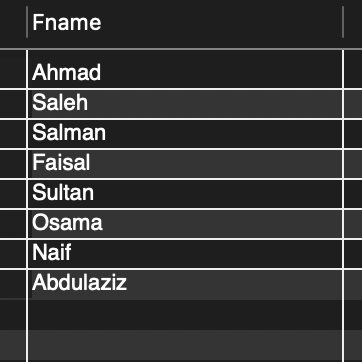 Fname
Ahmad
Saleh
Salman
Faisal
Sultan
Osama
Naif
Abdulaziz